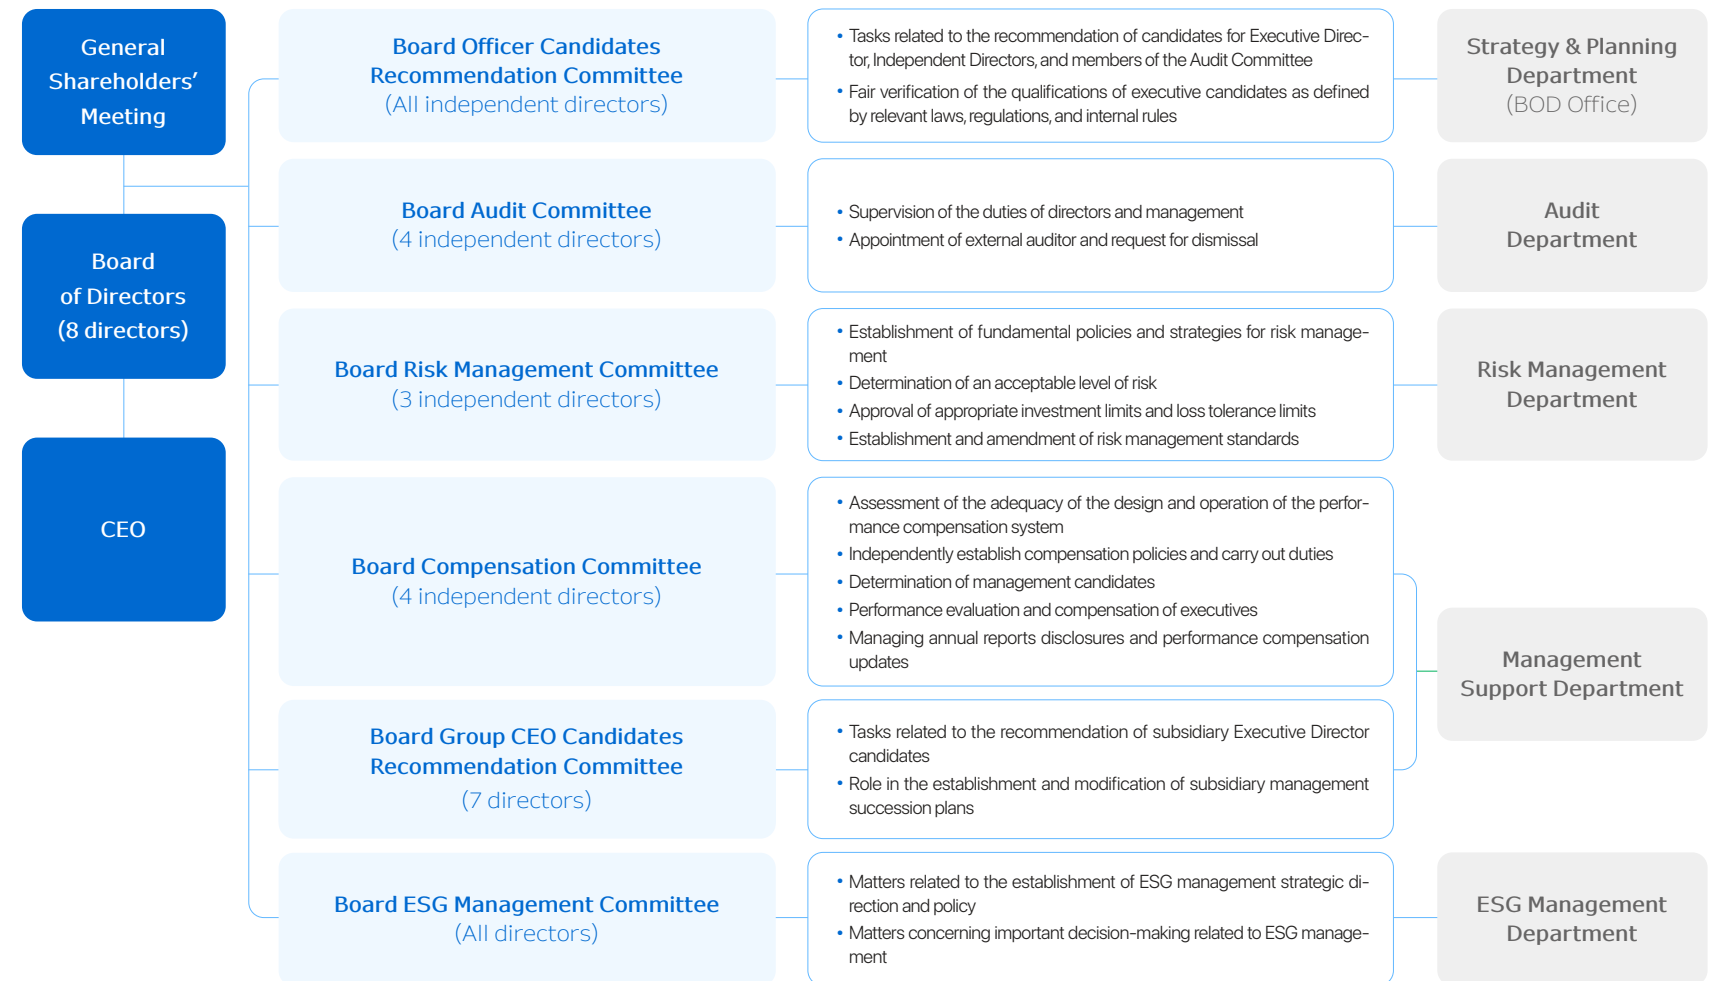 General
Shareholders’
Meeting
Board
of Directors
(8 directors)
CEO
Board Officer Candidates
Recommendation Committee
(All independent directors)
• Tasks related to the recommendation of candidates for Executive Direc-
tor, Independent Directors, and members of the Audit Committee
• Fair verification of the qualifications of executive candidates as defined
by relevant laws, regulations, and internal rules
Strategy & Planning
Department
(BOD Office)
Board Audit Committee
(4 independent directors)
• Supervision of the duties of directors and management
• Appointment of external auditor and request for dismissal
Audit
Department
Board Risk Management Committee
(3 independent directors)
• Establishment of fundamental policies and strategies for risk manage-
ment
• Determination of an acceptable level of risk
• Approval of appropriate investment limits and loss tolerance limits
• Establishment and amendment of risk management standards
Risk Management
Department
Board Compensation Committee
(4 independent directors)
• Assessment of the adequacy of the design and operation of the perfor-
mance compensation system
• Independently establish compensation policies and carry out duties
• Determination of management candidates
• Performance evaluation and compensation of executives
• Managing annual reports disclosures and performance compensation
updates
Management
Support Department
Board Group CEO Candidates
Recommendation Committee
(7 directors)
• Tasks related to the recommendation of subsidiary Executive Director
candidates
• Role in the establishment and modification of subsidiary management
succession plans
Board ESG Management Committee
(All directors)
• Matters related to the establishment of ESG management strategic di-
rection and policy
• Matters concerning important decision-making related to ESG manage-
ment
ESG Management
Department